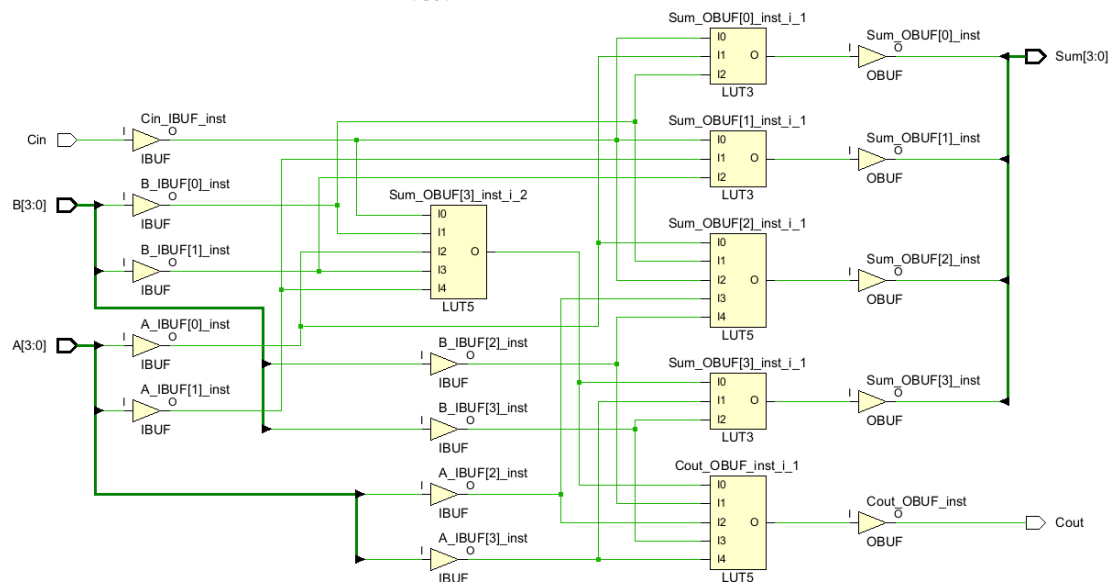 Sum_OBUF[0]_inst_i_1
I0
I1
I2
O
LUT3
Sum_OBUF[0]_inst
I
O
OBUF
Sum[3:0]
Cin
Cin_IBUF_inst
I
O
IBUF
Sum_OBUF[1]_inst_i_1
I0
I1
I2
O
LUT3
Sum_OBUF[1]_inst
I
O
OBUF
B[3:0]
B_IBUF[0]_inst
I
O
IBUF
B_IBUF[1]_inst
I
O
IBUF
Sum_OBUF[3]_inst_i_2
I0
I1
I2
I3
I4
O
LUT5
Sum_OBUF[2]_inst_i_1
I0
I1
I2
I3
I4
O
LUT5
Sum_OBUF[2]_inst
I
O
OBUF
A[3:0]
A_IBUF[0]_inst
I
O
IBUF
A_IBUF[1]_inst
I
O
IBUF
B_IBUF[2]_inst
I
O
IBUF
B_IBUF[3]_inst
I
O
IBUF
Sum_OBUF[3]_inst_i_1
I0
I1
I2
O
LUT3
Sum_OBUF[3]_inst
I
O
OBUF
A_IBUF[2]_inst
I
O
IBUF
A_IBUF[3]_inst
I
O
IBUF
Cout_OBUF_inst_i_1
I0
I1
I2
I3
I4
O
LUT5
Cout_OBUF_inst
I
O
OBUF
Cout